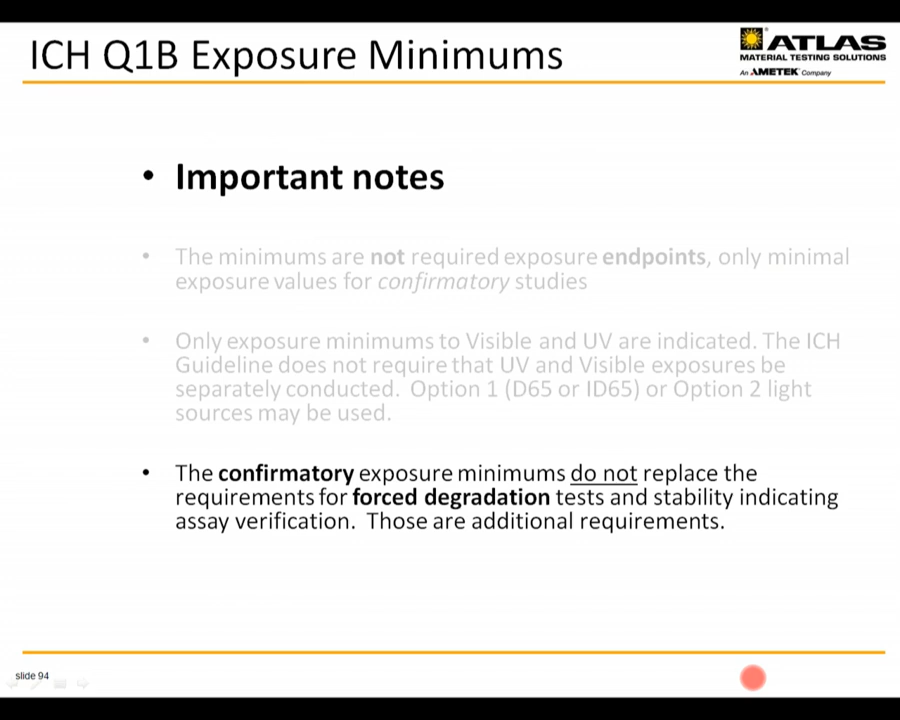 ICH Q1B Exposure Minimums
ATLAS
MATERIAL TESTING SOLUTIONS
An AMETEK Company
• Important notes
• The minimums are not required exposure endpoints, only minimal
exposure values for confirmatory studies
• Only exposure minimums to Visible and UV are indicated. The ICH
Guideline does not require that UV and Visible exposures be
separately conducted. Option 1 (D65 or ID65) or Option 2 light
sources may be used.
• The confirmatory exposure minimums do not replace the
requirements for forced degradation tests and stability indicating
assay verification. Those are additional requirements.
slide 94